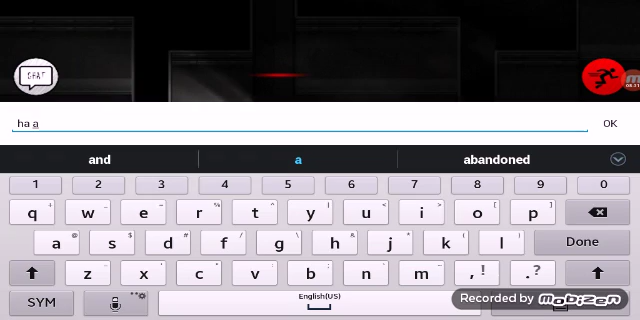 CHAT
ha a
OK
and a abandoned
1 2 3 4 5 6 7 8 9 0
q w e r t y u i o p
a s d f g h j k l Done
z x c v b n m , ! . ?
SYM English(US)
Recorded by mobizen